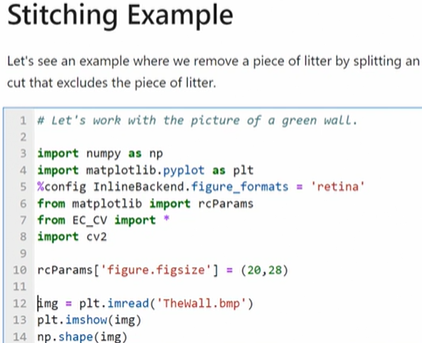 Stitching Example
Let's see an example where we remove a piece of litter by splitting an
cut that excludes the piece of litter.
1 # Let's work with the picture of a green wall.
2
3 import numpy as np
4 import matplotlib.pyplot as plt
5 %config InlineBackend.figure_formats = 'retina'
6 from matplotlib import rcParams
7 from EC_CV import *
8 import cv2
9
10 rcParams['figure.figsize'] = (20,28)
11
12 img = plt.imread('TheWall.bmp')
13 plt.imshow(img)
14 np.shape(img)